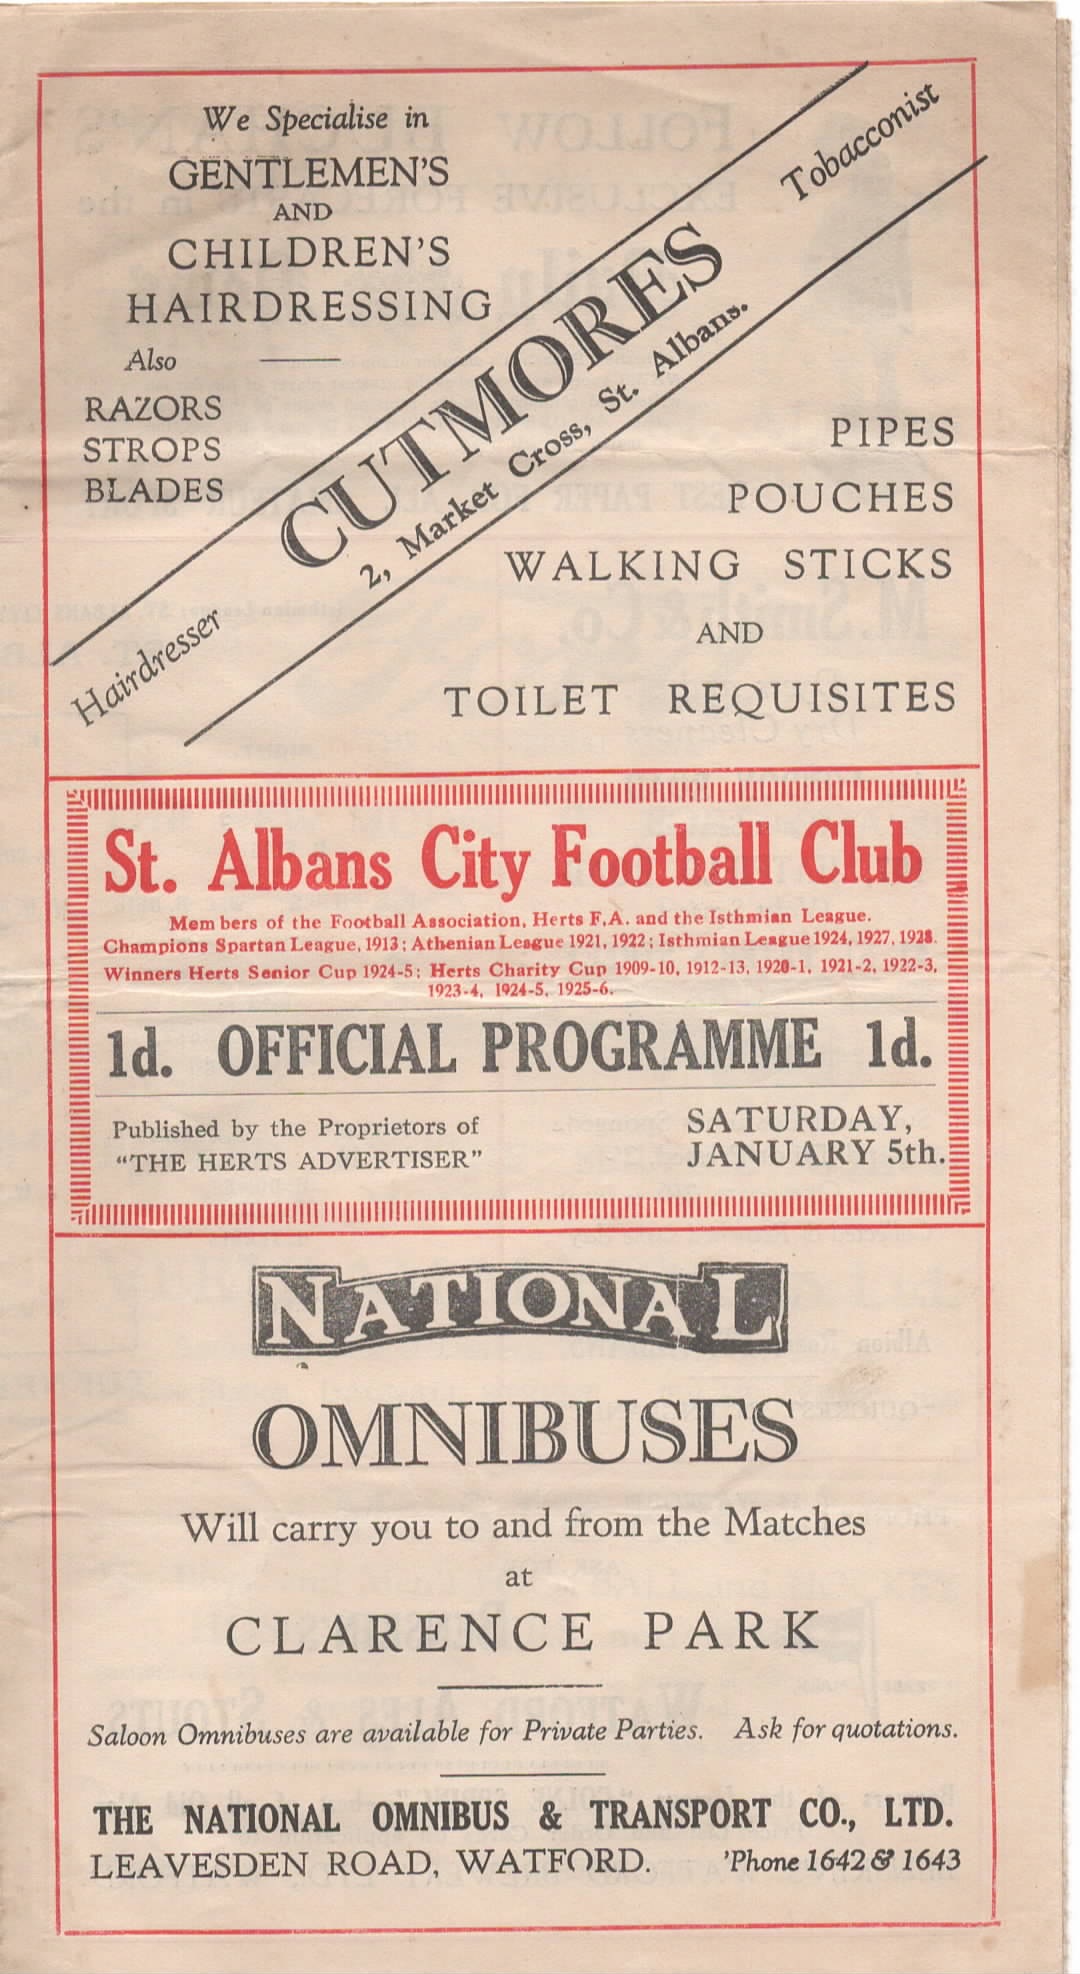 We Specialise in
GENTLEMEN'S
AND
CHILDREN'S
HAIRDRESSING
Also
RAZORS
STROPS
BLADES
Hairdresser
CUTMORES
2, Market Cross, St. Albans.
Tobacconist
PIPES
POUCHES
WALKING STICKS
AND
TOILET REQUISITES
St. Albans City Football Club
Members of the Football Association, Herts F.A. and the Isthmian League.
Champions Spartan League, 1913; Athenian League 1921, 1922; Isthmian League 1924, 1927, 1928.
Winners Herts Senior Cup 1924-5; Herts Charity Cup 1909-10, 1912-13, 1920-1, 1921-2, 1922-3,
1923-4, 1924-5, 1925-6.
1d. OFFICIAL PROGRAMME 1d.
Published by the Proprietors of
"THE HERTS ADVERTISER"
SATURDAY,
JANUARY 5th.
NATIONAL
OMNIBUSES
Will carry you to and from the Matches
at
CLARENCE PARK
Saloon Omnibuses are available for Private Parties. Ask for quotations.
THE NATIONAL OMNIBUS & TRANSPORT CO., LTD.
LEAVESDEN ROAD, WATFORD. 'Phone 1642 & 1643